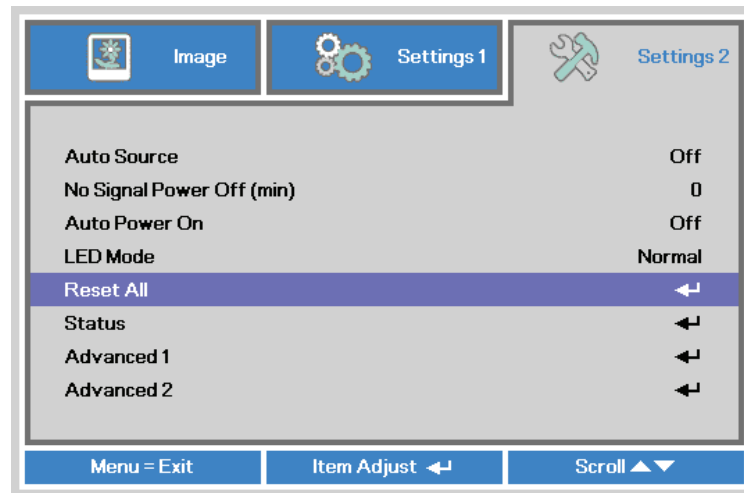 Image Settings 1 Settings 2
Auto Source Off
No Signal Power Off (min) 0
Auto Power On Off
LED Mode Normal
Reset All
Status
Advanced 1
Advanced 2
Menu = Exit Item Adjust Scroll